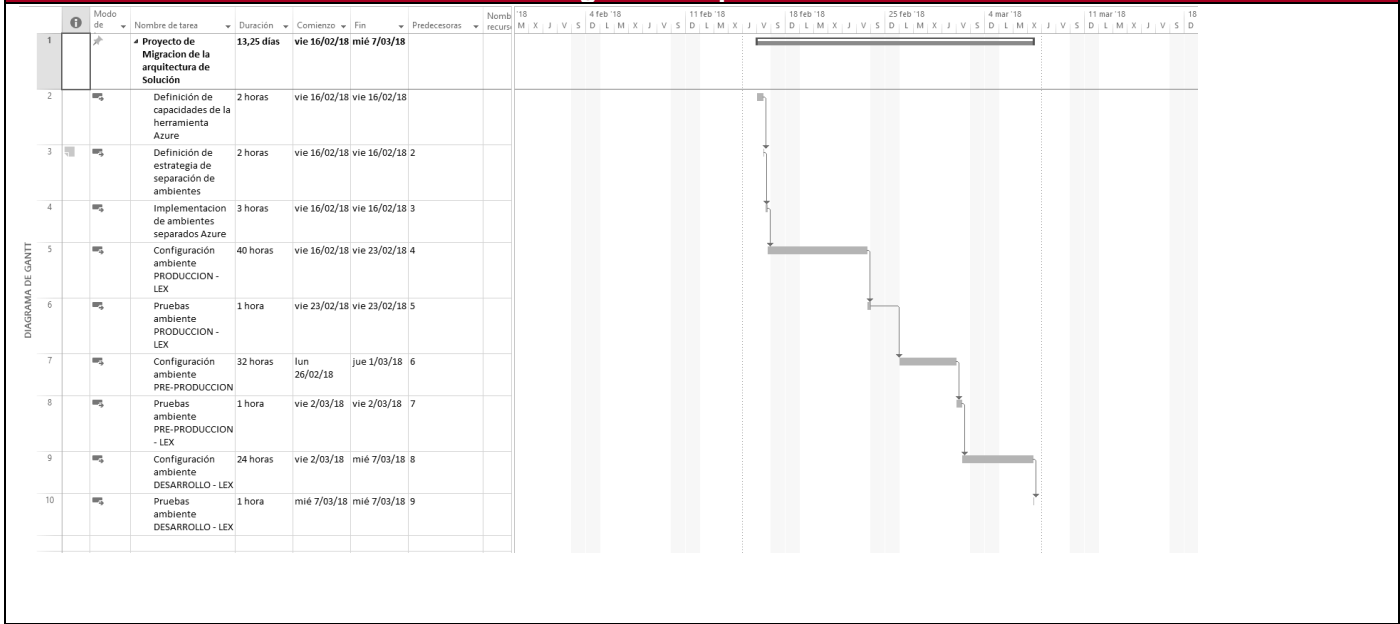 Modo de
Nombre de tarea
Duración
Comienzo
Fin
Predecesoras
Nomb recurs
'18
4 feb '18
11 feb '18
18 feb '18
25 feb '18
4 mar '18
11 mar '18
18
M X J V S D L M X J V S D L M X J V S D L M X J V S D L M X J V S D L M X J V S D L M X J V S D
DIAGRAMA DE GANTT
1
Proyecto de
Migracion de la
arquitectura de
Solución
13,25 días
vie 16/02/18
mié 7/03/18
2
Definición de
capacidades de la
herramienta
Azure
2 horas
vie 16/02/18
vie 16/02/18
3
Definición de
estrategia de
separación de
ambientes
2 horas
vie 16/02/18
vie 16/02/18
2
4
Implementacion
de ambientes
separados Azure
3 horas
vie 16/02/18
vie 16/02/18
3
5
Configuración
ambiente
PRODUCCION -
LEX
40 horas
vie 16/02/18
vie 23/02/18
4
6
Pruebas
ambiente
PRODUCCION -
LEX
1 hora
vie 23/02/18
vie 23/02/18
5
7
Configuración
ambiente
PRE-PRODUCCION
32 horas
lun
26/02/18
jue 1/03/18
6
8
Pruebas
ambiente
PRE-PRODUCCION
- LEX
1 hora
vie 2/03/18
vie 2/03/18
7
9
Configuración
ambiente
DESARROLLO - LEX
24 horas
vie 2/03/18
mié 7/03/18
8
10
Pruebas
ambiente
DESARROLLO - LEX
1 hora
mié 7/03/18
mié 7/03/18
9